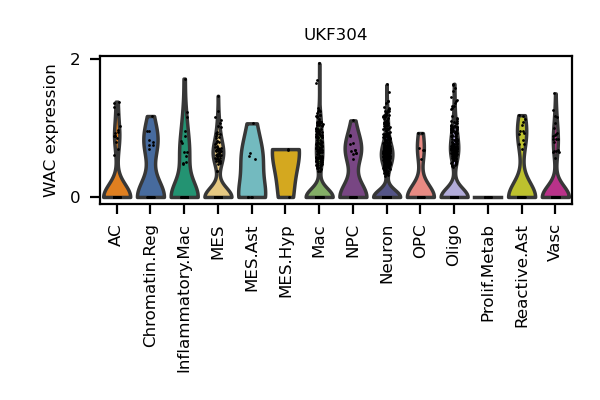 UKF304
WAC expression
2
0
AC
Chromatin.Reg
Inflammatory.Mac
MES
MES.Ast
MES.Hyp
Mac
NPC
Neuron
OPC
Oligo
Prolif.Metab
Reactive.Ast
Vasc